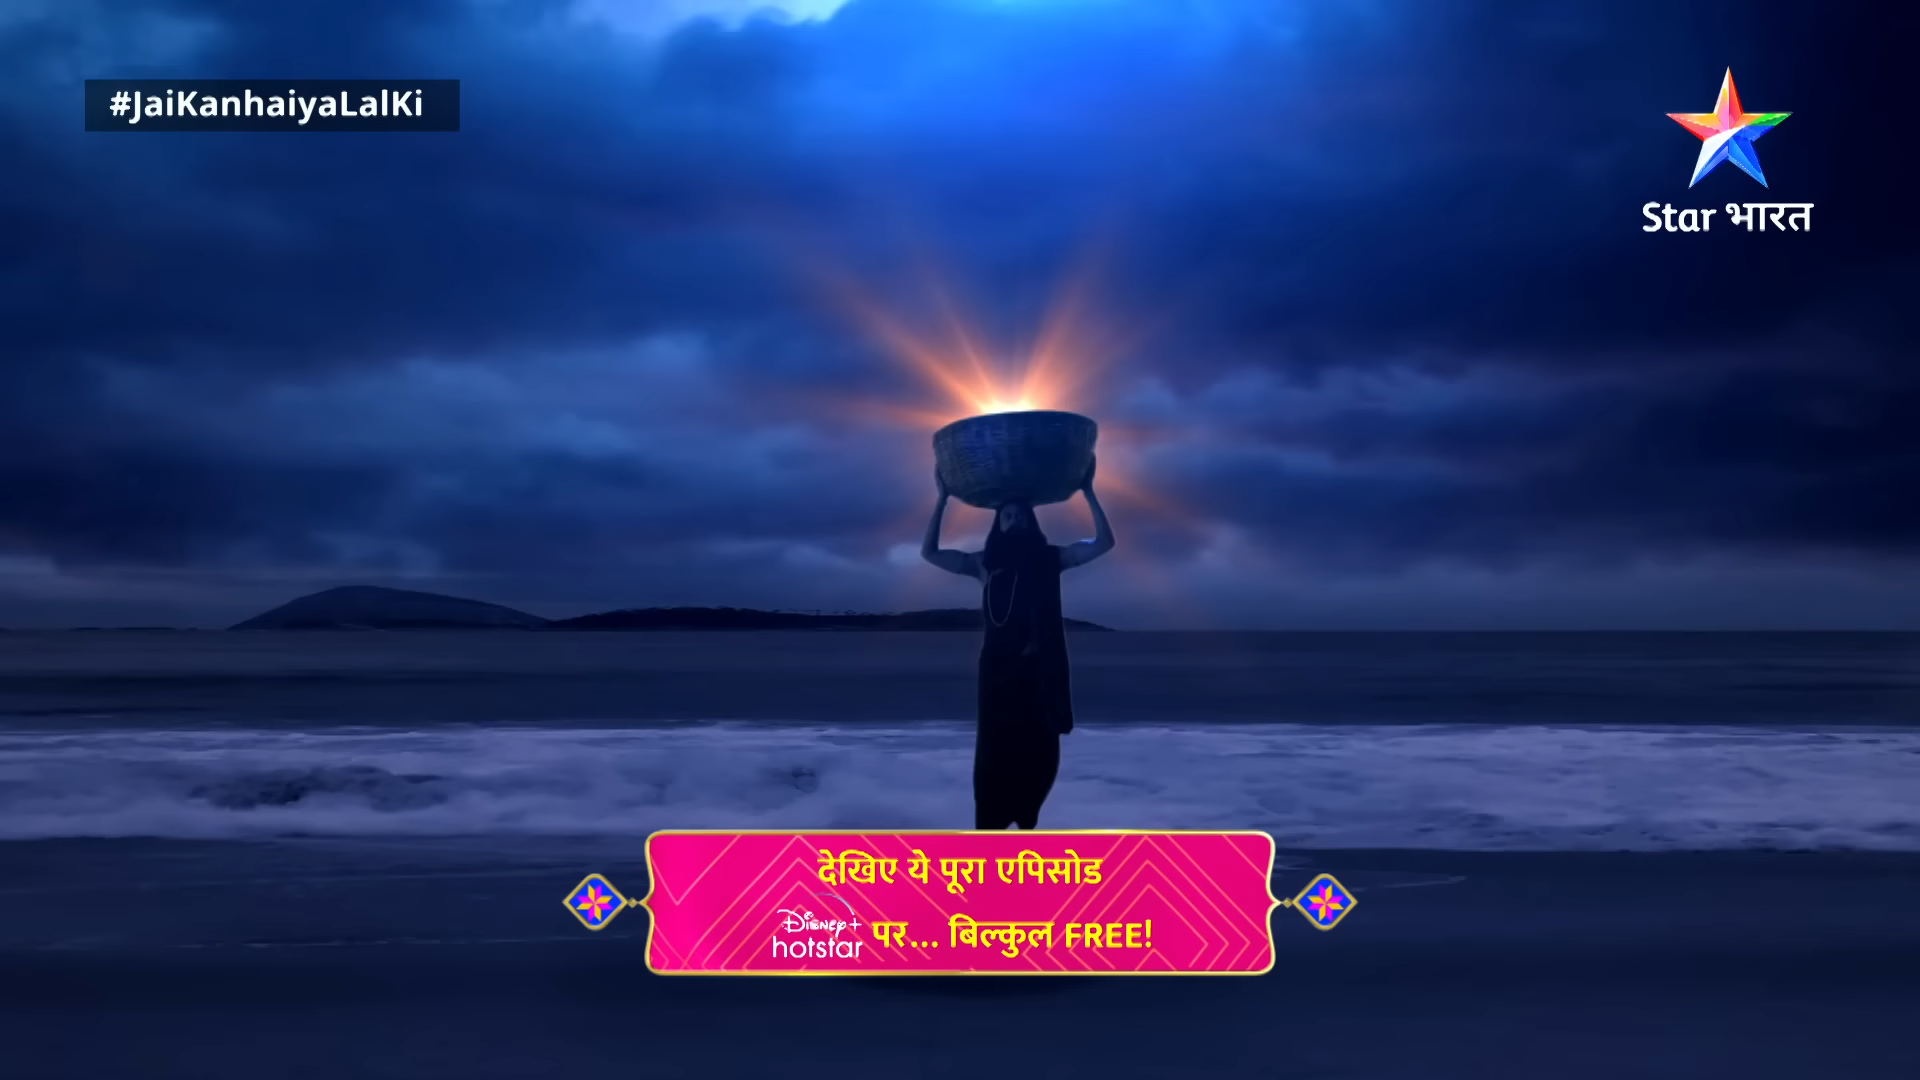 #JaiKanhaiyaLalKi
Star भारत
देखिए ये पूरा एपिसोड
Disney+ hotstar पर... बिल्कुल FREE!